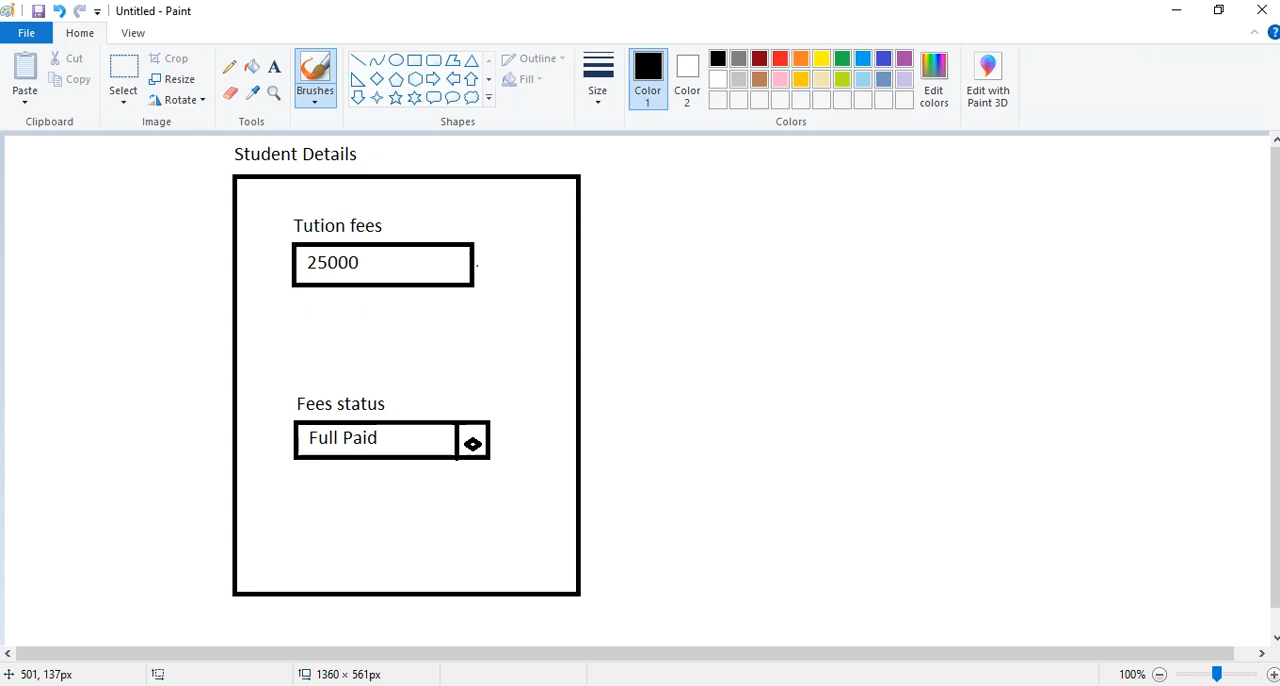 Untitled - Paint
File
Home
View
Paste
Cut
Copy
Clipboard
Select
Crop
Resize
Rotate
Image
A
Tools
Brushes
Outline
Fill
Shapes
Size
Color 1
Color 2
Edit colors
Colors
Edit with Paint 3D
Student Details
Tution fees
25000
Fees status
Full Paid
501, 137px
1360 × 561px
100%